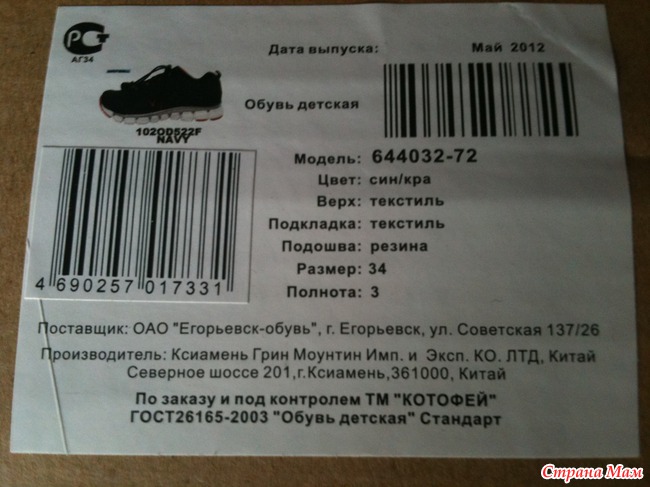 РСТ
АГ34
Дата выпуска: Май 2012
Обувь детская
102OD522F
NAVY
Модель: 644032-72
Цвет: син/кра
Верх: текстиль
Подкладка: текстиль
Подошва: резина
Размер: 34
Полнота: 3
4 690257 017331
Поставщик: ОАО "Егорьевск-обувь", г. Егорьевск, ул. Советская 137/26
Производитель: Ксиамень Грин Моунтин Имп. и Эксп. КО. ЛТД, Китай
Северное шоссе 201,г.Ксиамень,361000, Китай
По заказу и под контролем ТМ "КОТОФЕЙ"
ГОСТ26165-2003 "Обувь детская" Стандарт
Страна Мам